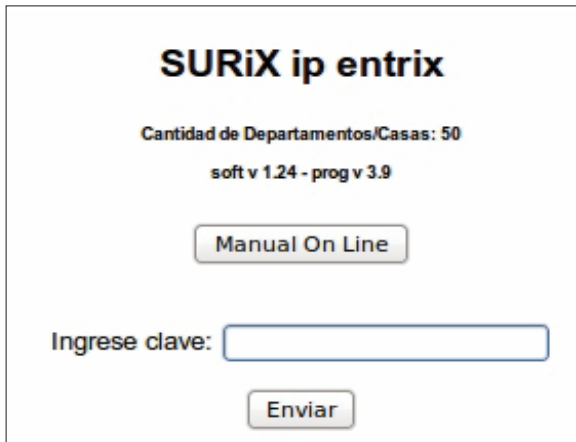 SURiX ip entrix
Cantidad de Departamentos/Casas: 50
soft v 1.24 - prog v 3.9
Manual On Line
Ingrese clave:
Enviar